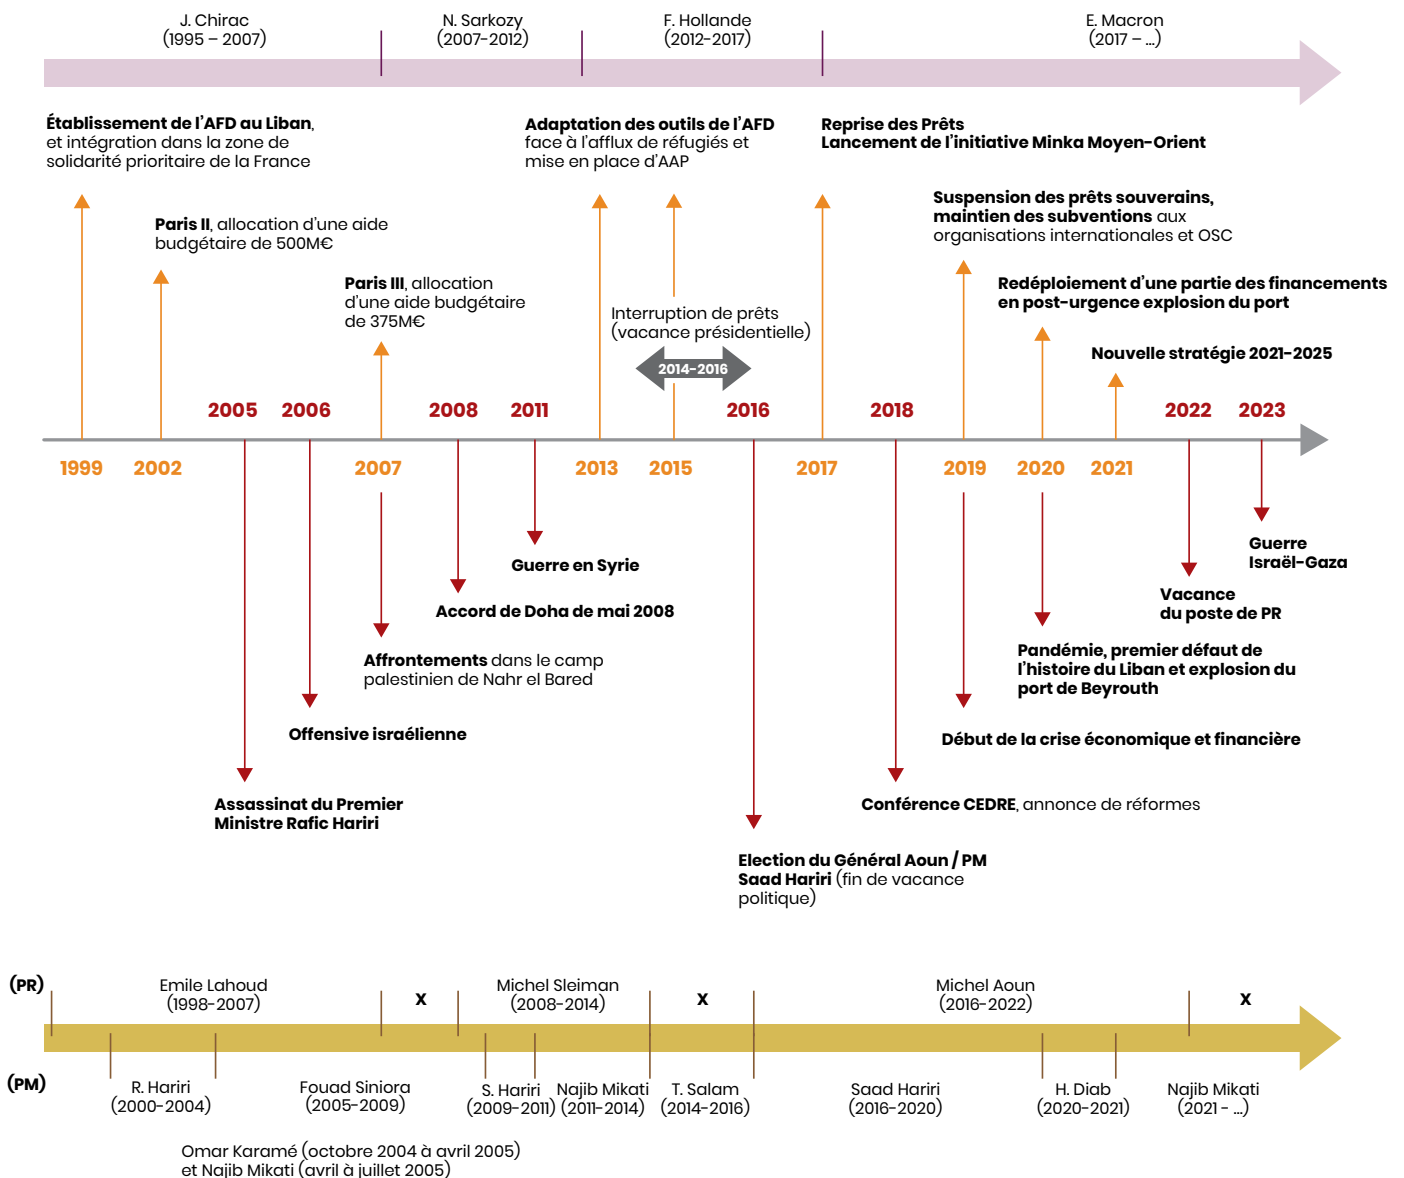 J. Chirac
(1995 – 2007)
N. Sarkozy
(2007-2012)
F. Hollande
(2012-2017)
E. Macron
(2017 – ...)
Établissement de l'AFD au Liban,
et intégration dans la zone de
solidarité prioritaire de la France
Adaptation des outils de l'AFD
face à l'afflux de réfugiés et
mise en place d'AAP
Reprise des Prêts
Lancement de l'initiative Minka Moyen-Orient
Suspension des prêts souverains,
maintien des subventions aux
organisations internationales et OSC
Paris II, allocation d'une aide
budgétaire de 500M€
Paris III, allocation
d'une aide budgétaire
de 375M€
Redéploiement d'une partie des financements
en post-urgence explosion du port
Interruption de prêts
(vacance présidentielle)
2014-2016
Nouvelle stratégie 2021-2025
2005
2006
2008
2011
2016
2018
2022
2023
1999
2002
2007
2013
2015
2017
2019
2020
2021
Guerre
Israël-Gaza
Guerre en Syrie
Vacance
du poste de PR
Accord de Doha de mai 2008
Affrontements dans le camp
palestinien de Nahr el Bared
Pandémie, premier défaut de
l'histoire du Liban et explosion du
port de Beyrouth
Offensive israélienne
Début de la crise économique et financière
Assassinat du Premier
Ministre Rafic Hariri
Conférence CEDRE, annonce de réformes
Election du Général Aoun / PM
Saad Hariri (fin de vacance
politique)
(PR)
Emile Lahoud
(1998-2007)
X
Michel Sleiman
(2008-2014)
X
Michel Aoun
(2016-2022)
X
(PM)
R. Hariri
(2000-2004)
Fouad Siniora
(2005-2009)
S. Hariri
(2009-2011)
Najib Mikati
(2011-2014)
T. Salam
(2014-2016)
Saad Hariri
(2016-2020)
H. Diab
(2020-2021)
Najib Mikati
(2021 - ...)
Omar Karamé (octobre 2004 à avril 2005)
et Najib Mikati (avril à juillet 2005)